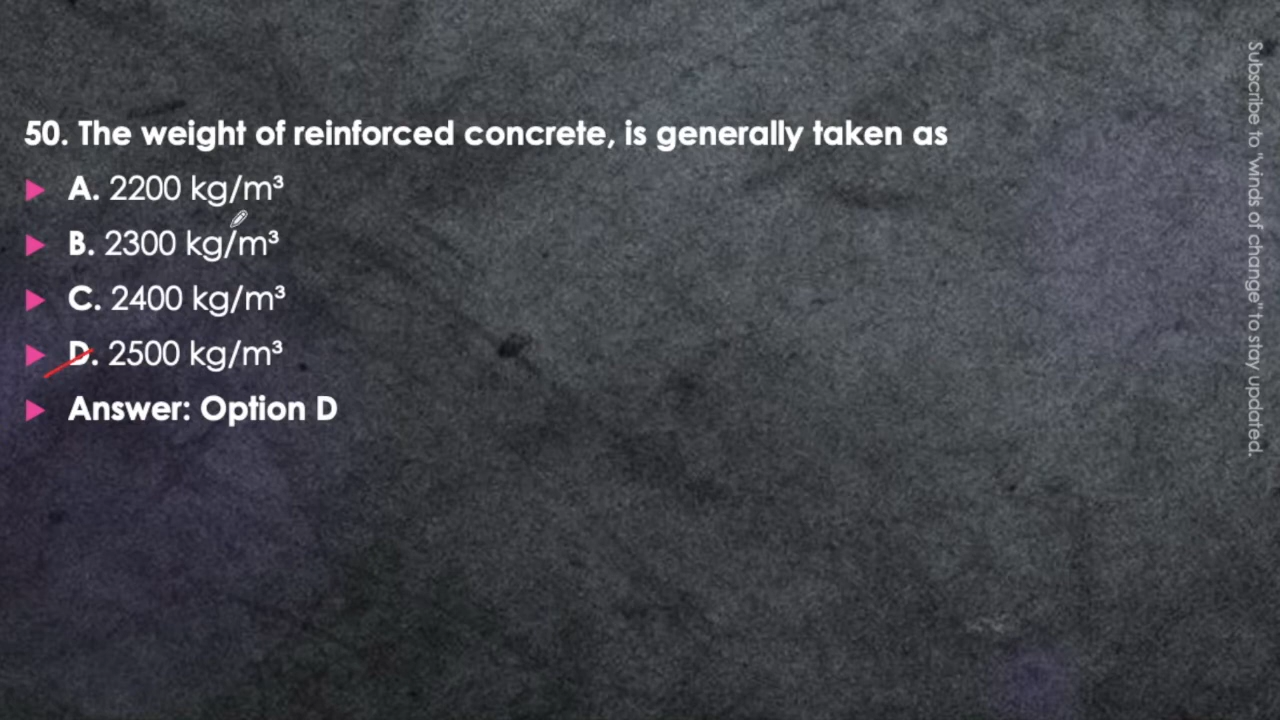 50. The weight of reinforced concrete, is generally taken as
A. 2200 kg/m³
B. 2300 kg/m³
C. 2400 kg/m³
D. 2500 kg/m³
Answer: Option D
Subscribe to "winds of change" to stay updated.